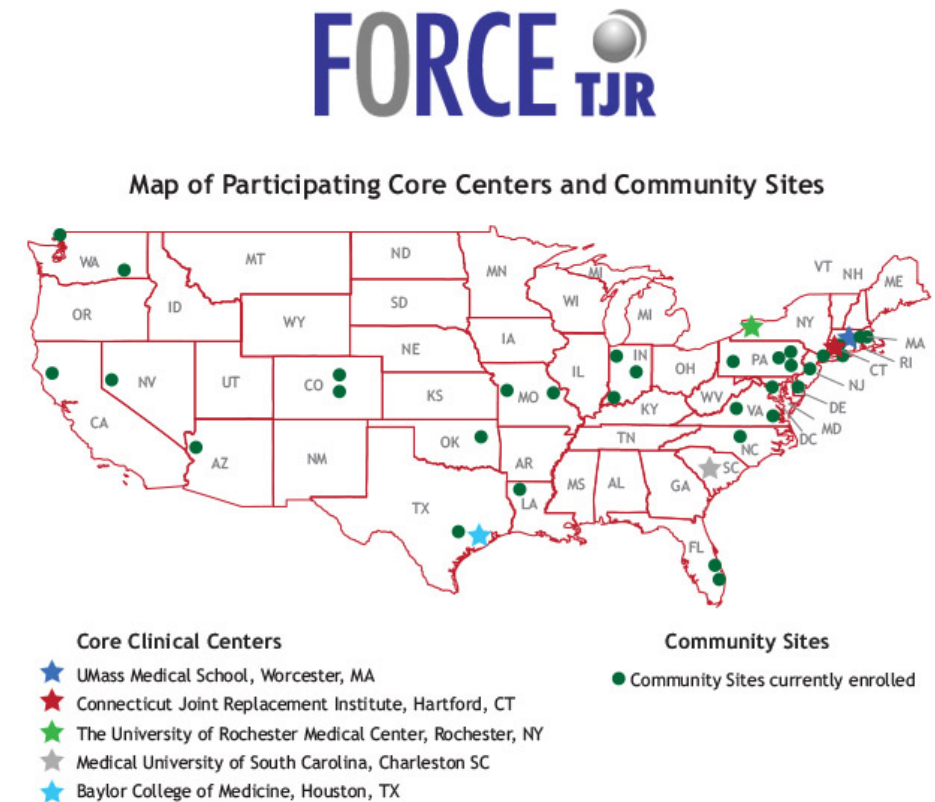 FORCE TJR
Map of Participating Core Centers and Community Sites
WA
MT
ND
MN
MI
VT
NH
ME
OR
ID
SD
WI
MI
NY
WY
IA
NE
MA
RI
CT
NV
UT
CO
KS
MO
IL
IN
OH
PA
NJ
CA
KY
WV
VA
DE
MD
DC
AZ
NM
OK
AR
TN
NC
SC
TX
LA
MS
AL
GA
FL
Core Clinical Centers
UMass Medical School, Worcester, MA
Connecticut Joint Replacement Institute, Hartford, CT
The University of Rochester Medical Center, Rochester, NY
Medical University of South Carolina, Charleston SC
Baylor College of Medicine, Houston, TX
Community Sites
Community Sites currently enrolled